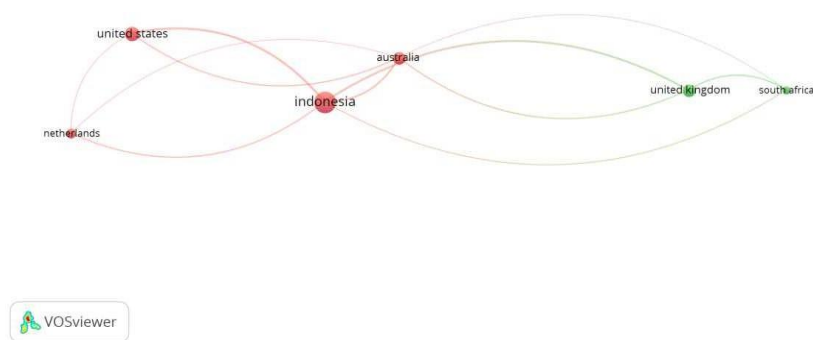 united states
australia
united kingdom
south africa
indonesia
netherlands
VOSviewer